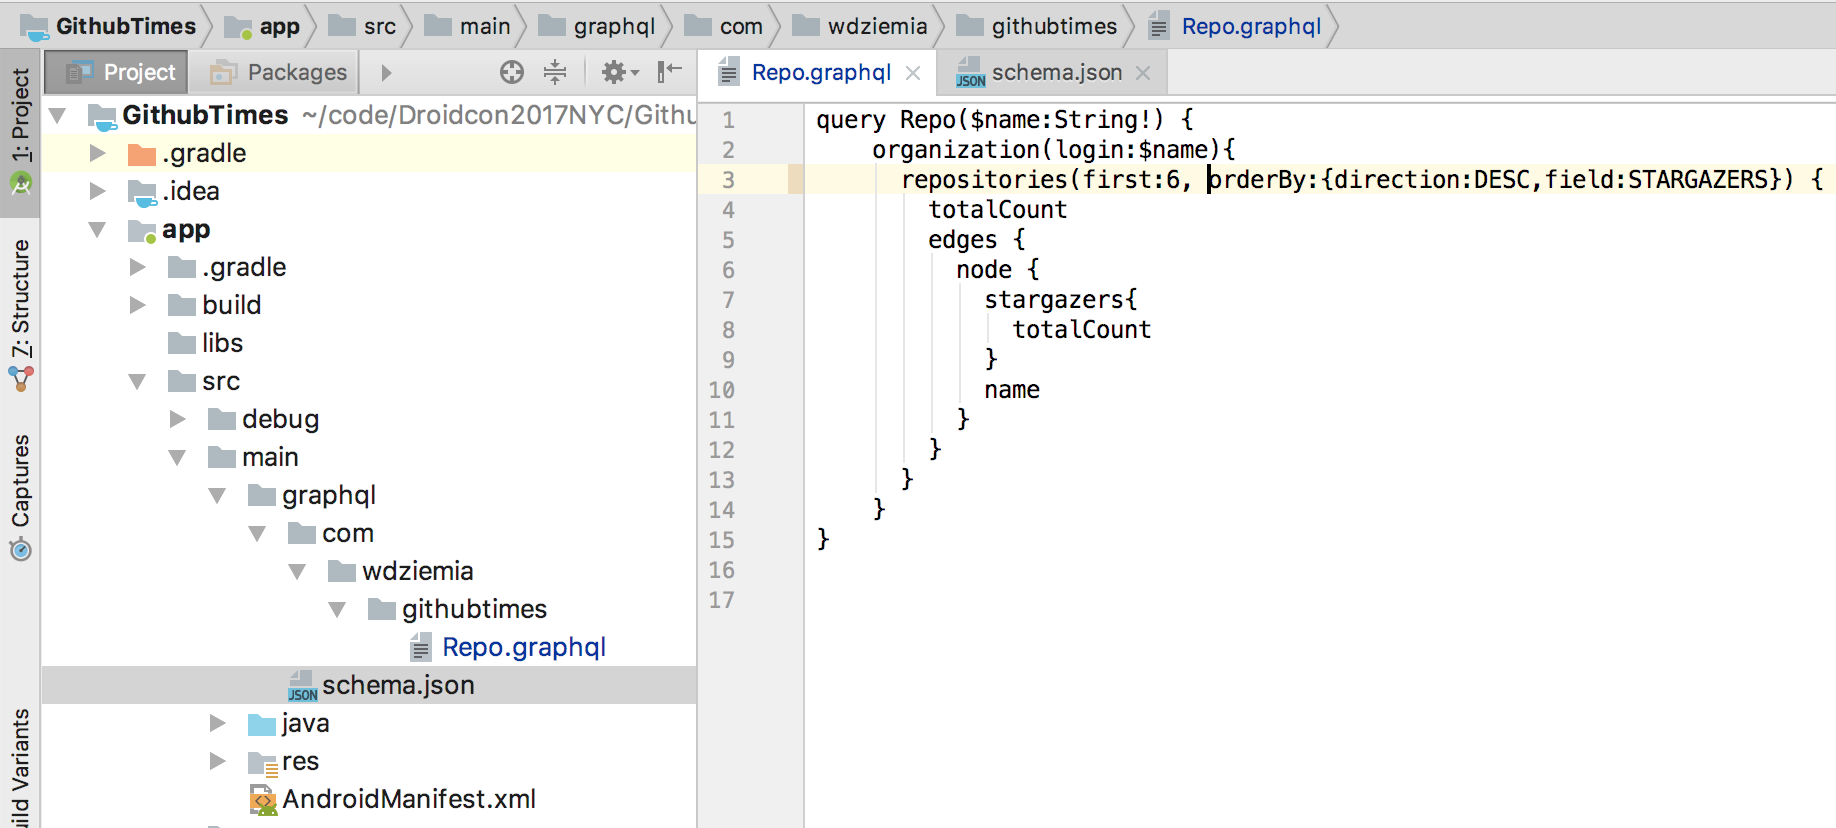 GithubTimes app src main graphql com wdziemia githubtimes Repo.graphql
Project Packages
1: Project
Z: Structure
Captures
GithubTimes ~/code/Droidcon2017NYC/Githu
.gradle
.idea
app
.gradle
build
libs
src
debug
main
graphql
com
wdziemia
githubtimes
Repo.graphql
JSON schema.json
java
res
AndroidManifest.xml
uild Variants
Repo.graphql JSON schema.json
1 query Repo($name:String!) {
2 organization(login:$name){
3 repositories(first:6, orderBy:{direction:DESC,field:STARGAZERS}) {
4 totalCount
5 edges {
6 node {
7 stargazers{
8 totalCount
9 }
10 name
11 }
12 }
13 }
14 }
15 }
16
17